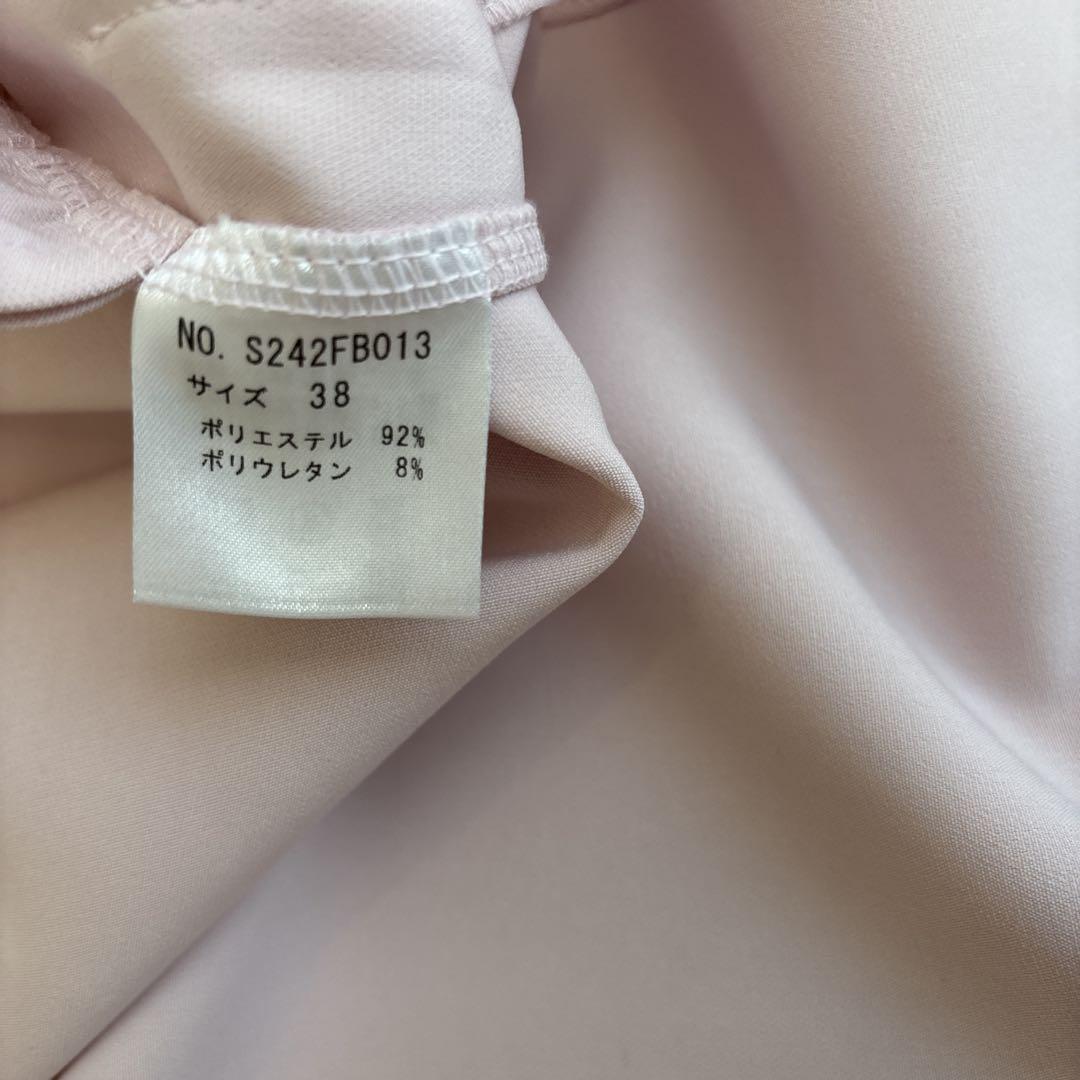 NO. S242FB013
サイズ 38
ポリエステル 92%
ポリウレタン 8%